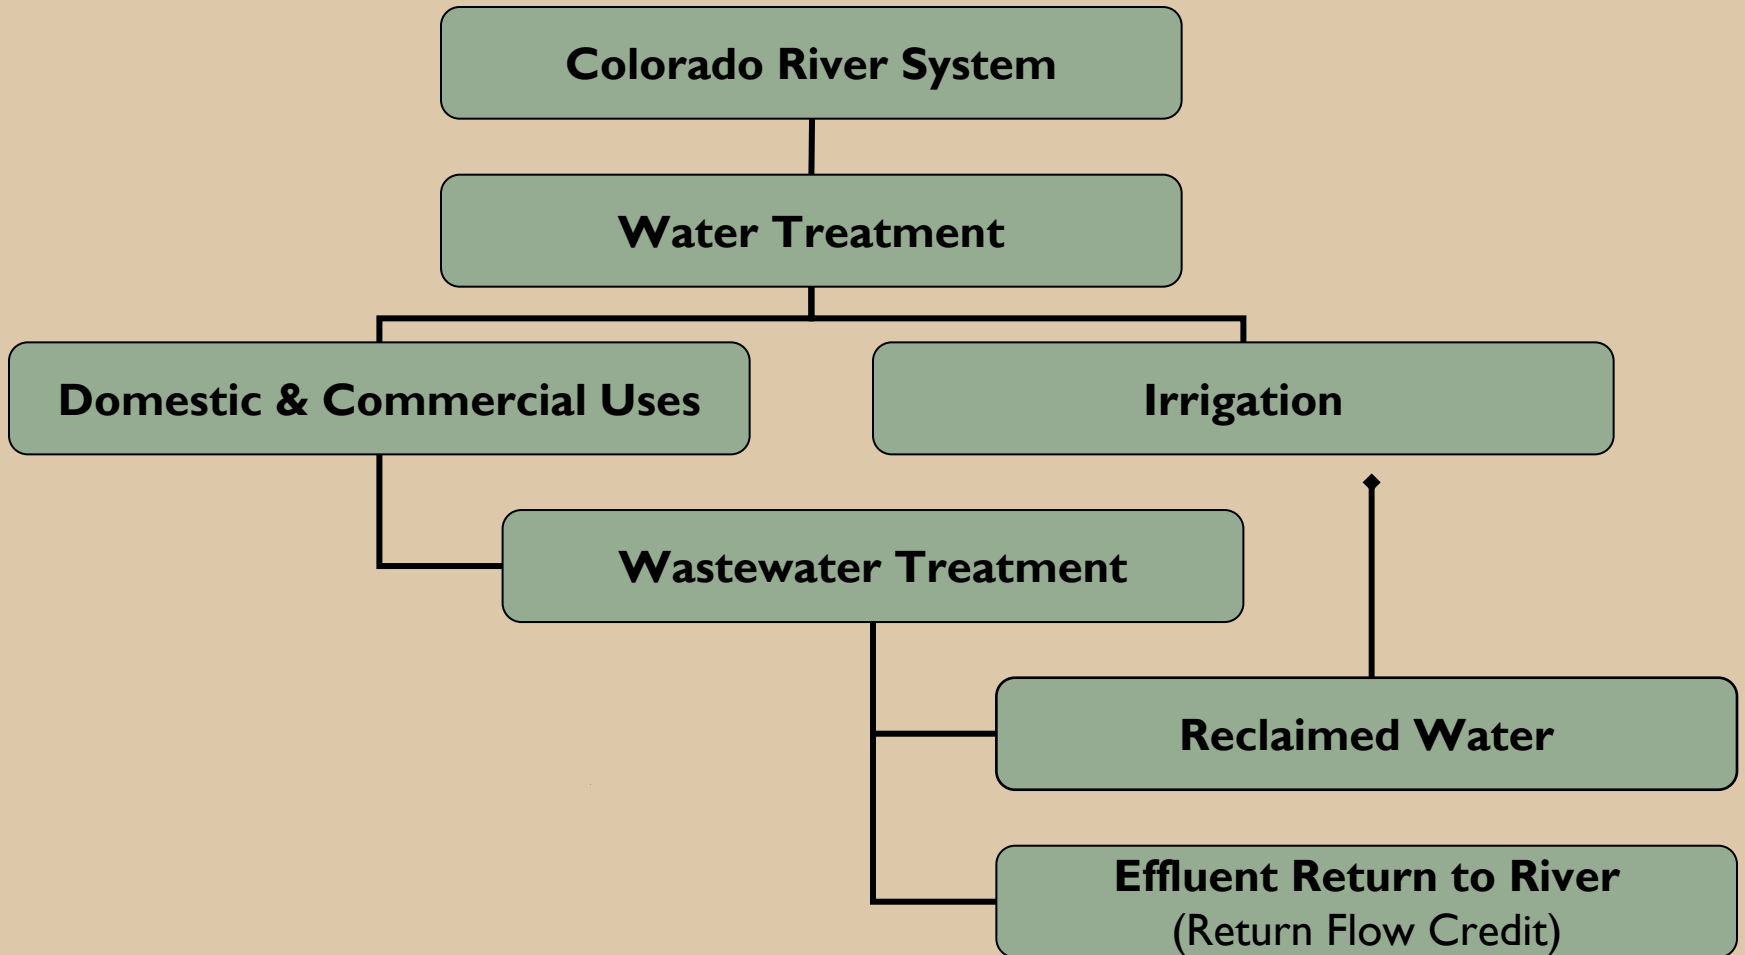 Colorado River System
Water Treatment
Domestic & Commercial Uses
Irrigation
Wastewater Treatment
Reclaimed Water
Effluent Return to River
(Return Flow Credit)